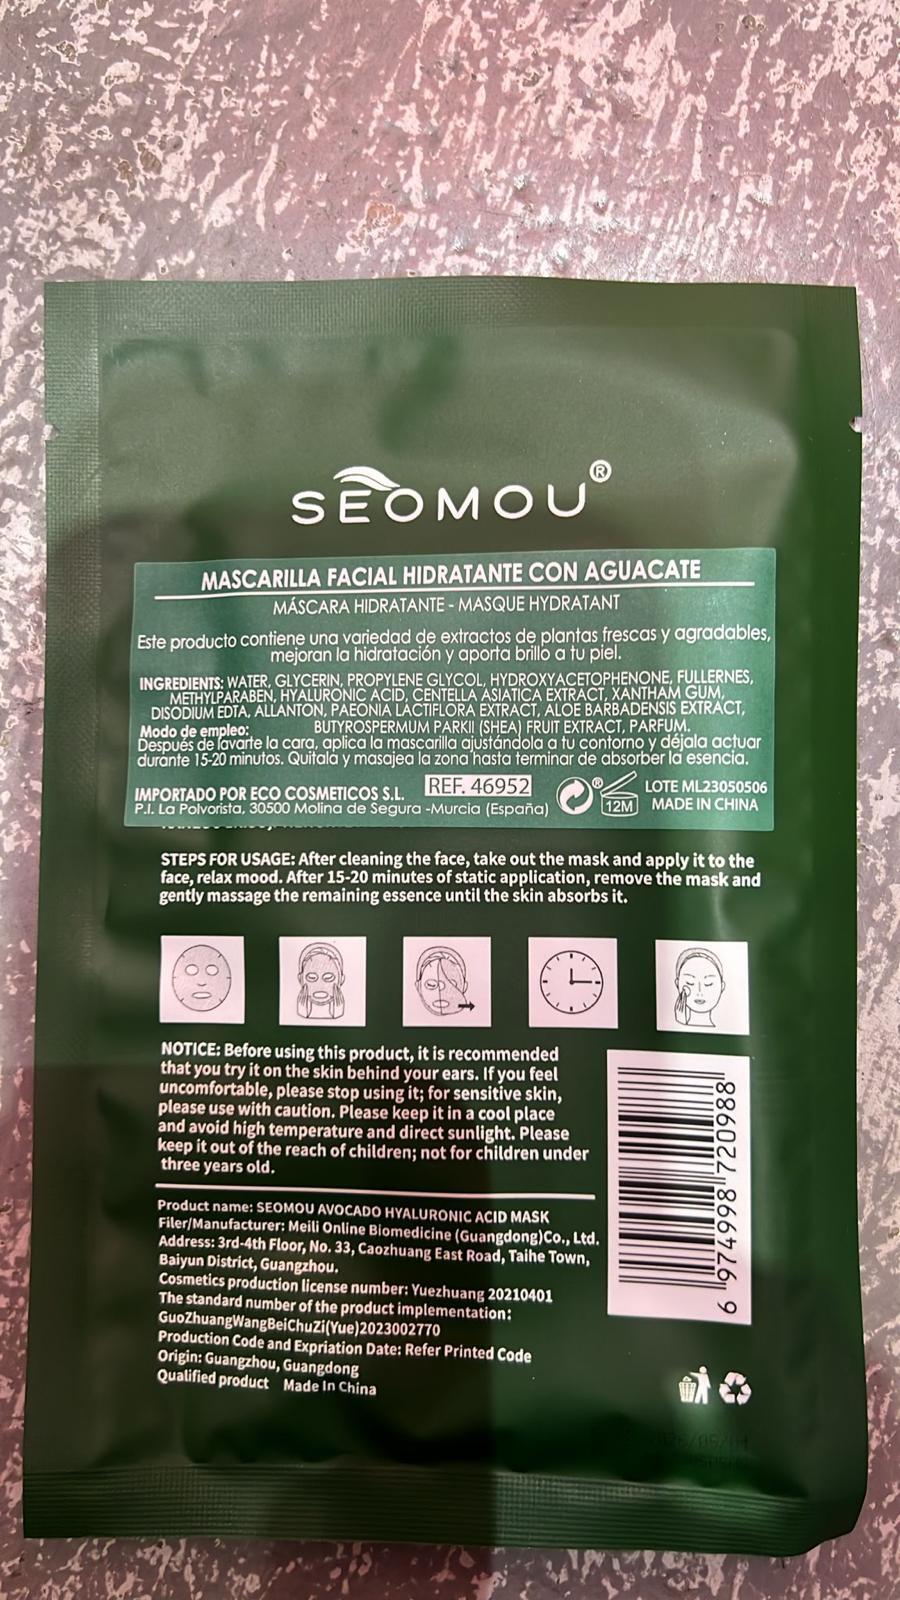 SEOMOU®
MASCARILLA FACIAL HIDRATANTE CON AGUACATE
MÁSCARA HIDRATANTE - MASQUE HYDRATANT
Este producto contiene una variedad de extractos de plantas frescas y agradables,
mejoran la hidratación y aporta brillo a tu piel.
INGREDIENTS: WATER, GLYCERIN, PROPYLENE GLYCOL, HYDROXYACETOPHENONE, FULLERNES,
METHYLPARABEN, HYALURONIC ACID, CENTELLA ASIATICA EXTRACT, XANTHAM GUM,
DISODIUM EDTA, ALLANTON, PAEONIA LACTIFLORA EXTRACT, ALOE BARBADENSIS EXTRACT,
BUTYROSPERMUM PARKII (SHEA) FRUIT EXTRACT, PARFUM.
Modo de empleo:
Después de lavarte la cara, aplica la mascarilla ajustándola a tu contorno y déjala actuar
durante 15-20 minutos. Quitala y masajea la zona hasta terminar de absorber la esencia.
IMPORTADO POR ECO COSMETICOS S.L. REF. 46952
P.I. La Polvorista. 30500 Molina de Segura -Murcia (España)
®
12M
LOTE ML23050506
MADE IN CHINA
STEPS FOR USAGE: After cleaning the face, take out the mask and apply it to the
face, relax mood. After 15-20 minutes of static application, remove the mask and
gently massage the remaining essence until the skin absorbs it.
NOTICE: Before using this product, it is recommended
that you try it on the skin behind your ears. If you feel
uncomfortable, please stop using it; for sensitive skin,
please use with caution. Please keep it in a cool place
and avoid high temperature and direct sunlight. Please
keep it out of the reach of children; not for children under
three years old.
Product name: SEOMOU AVOCADO HYALURONIC ACID MASK
Filer/Manufacturer: Meili Online Biomedicine (Guangdong)Co., Ltd.
Address: 3rd-4th Floor, No. 33, Caozhuang East Road, Taihe Town,
Baiyun District, Guangzhou.
Cosmetics production license number: Yuezhuang 20210401
The standard number of the product implementation:
GuoZhuangWangBeiChuZi(Yue)2023002770
Production Code and Expriation Date: Refer Printed Code
Origin: Guangzhou, Guangdong
Qualified product Made In China
6 974998 720988